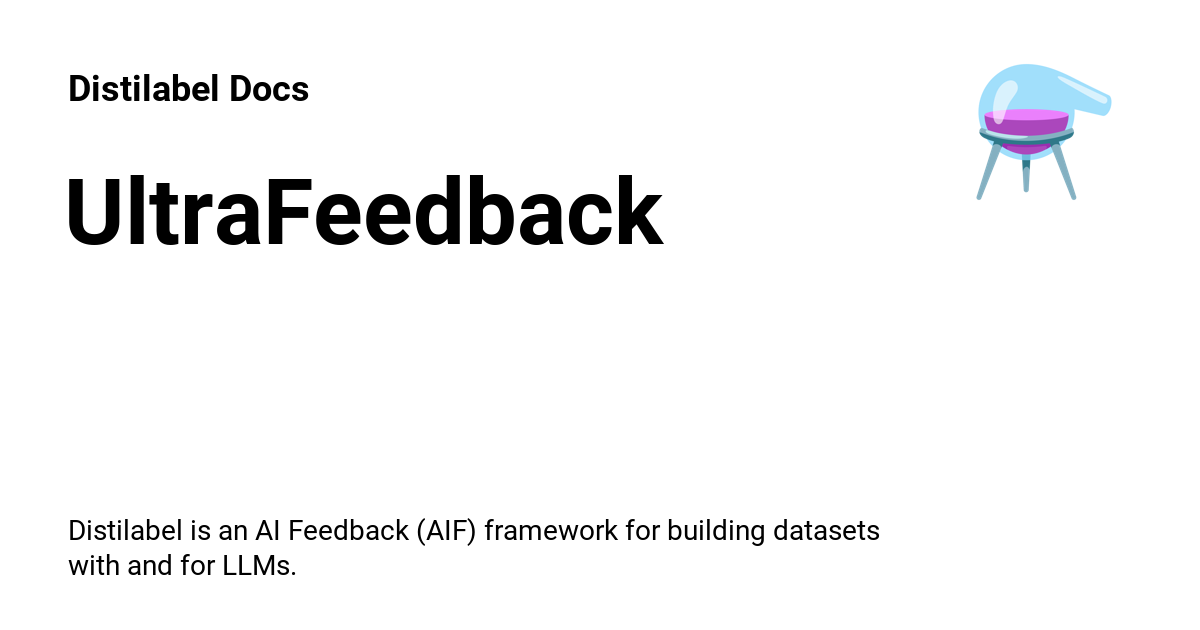 Distilabel Docs
UltraFeedback
Distilabel is an AI Feedback (AIF) framework for building datasets
with and for LLMs.